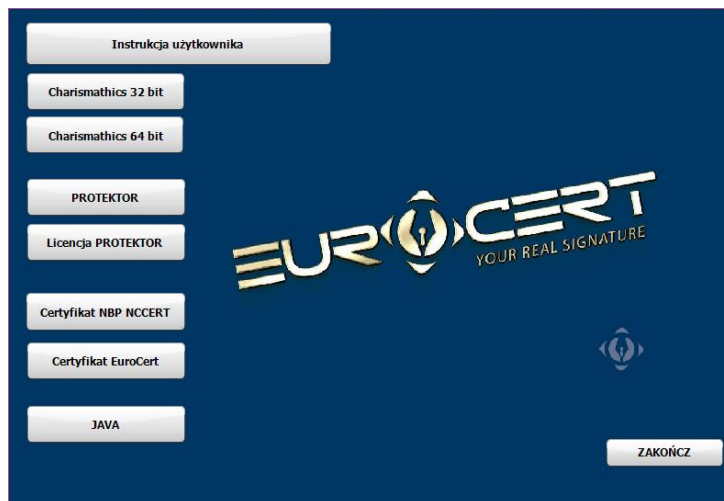 Instrukcja użytkownika
Charismathics 32 bit
Charismathics 64 bit
PROTEKTOR
Licencja PROTEKTOR
EUROCERT
YOUR REAL SIGNATURE
Certyfikat NBP NCCERT
Certyfikat EuroCert
JAVA
ZAKOŃCZ